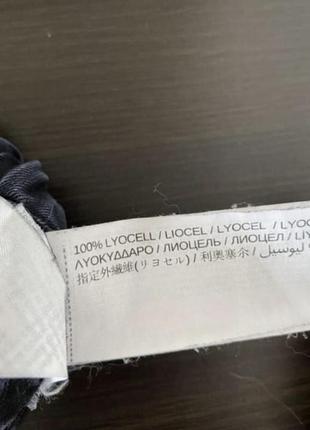 100% LYOCELL / LIOCEL / LYOCEL / LYOC
ΛΥΟΚΥΔΔΑΡΟ / ЛИОЦЕЛЬ / ЛИОЦЕЛ / LIY
指定外繊維(リヨセル) / 利奥塞尔 / ليوسيل /